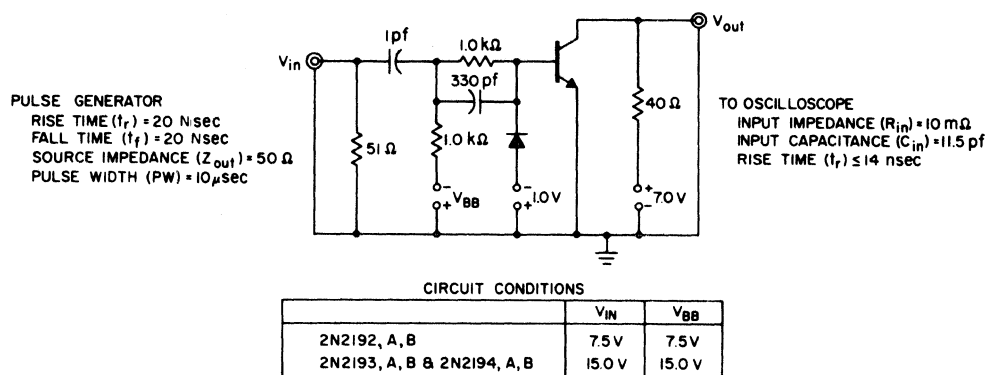 1pf
1.0 kΩ
Vin
Vout
330 pf
PULSE GENERATOR
RISE TIME (tr) = 20 Nsec
FALL TIME (tf) = 20 Nsec
SOURCE IMPEDANCE (Zout) = 50 Ω
PULSE WIDTH (PW) = 10μsec
51 Ω
1.0 kΩ
40 Ω
TO OSCILLOSCOPE
INPUT IMPEDANCE (Rin) = 10 mΩ
INPUT CAPACITANCE (Cin) = 11.5 pf
RISE TIME (tr) ≤ 14 nsec
- VBB +
- 1.0V +
+ 7.0 V -
CIRCUIT CONDITIONS
VIN VBB
2N2192, A, B 7.5 V 7.5 V
2N2193, A, B & 2N2194, A, B 15.0 V 15.0 V